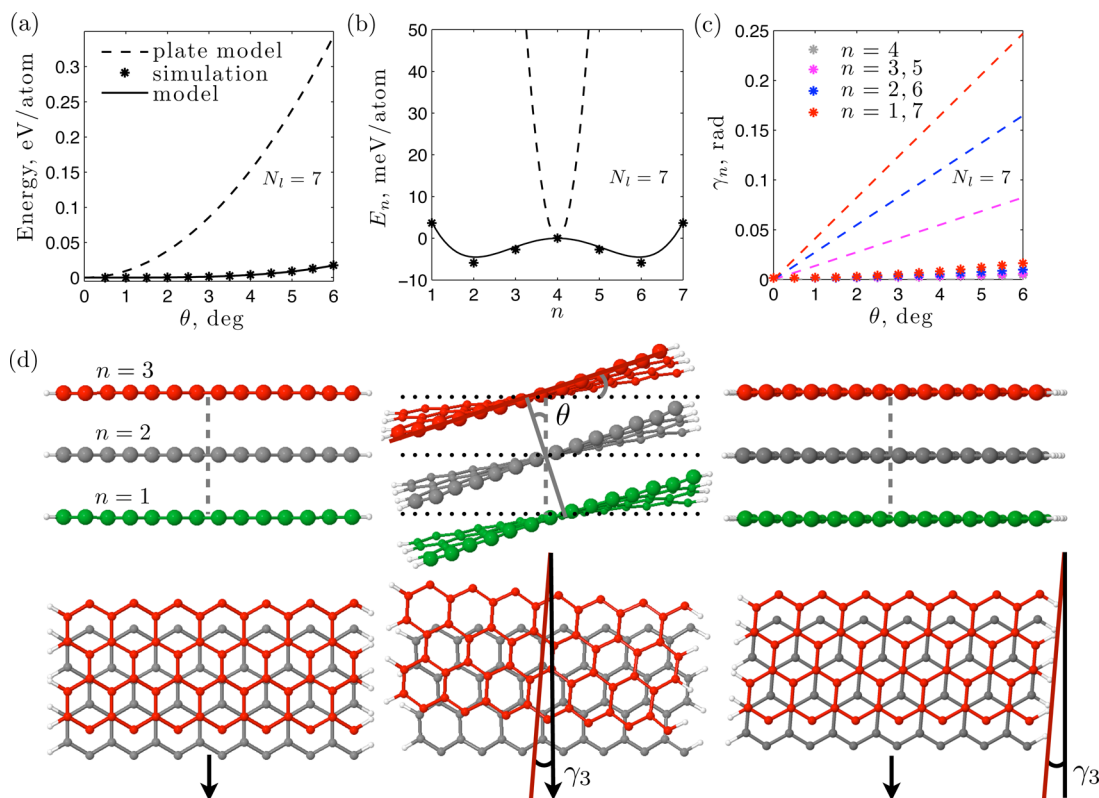 (a)
Energy, eV/atom
0.3
0.25
0.2
0.15
0.1
0.05
0
0 1 2 3 4 5 6
θ, deg
plate model
simulation
model
N_l = 7
(b)
E_n, meV/atom
50
40
30
20
10
0
−10
1 2 3 4 5 6 7
n
N_l = 7
(c)
γ_n, rad
0.25
0.20
0.15
0.10
0.05
0
0 1 2 3 4 5 6
θ, deg
n = 4
n = 3, 5
n = 2, 6
n = 1, 7
N_l = 7
(d)
n = 3
n = 2
n = 1
θ
γ_3
γ_3